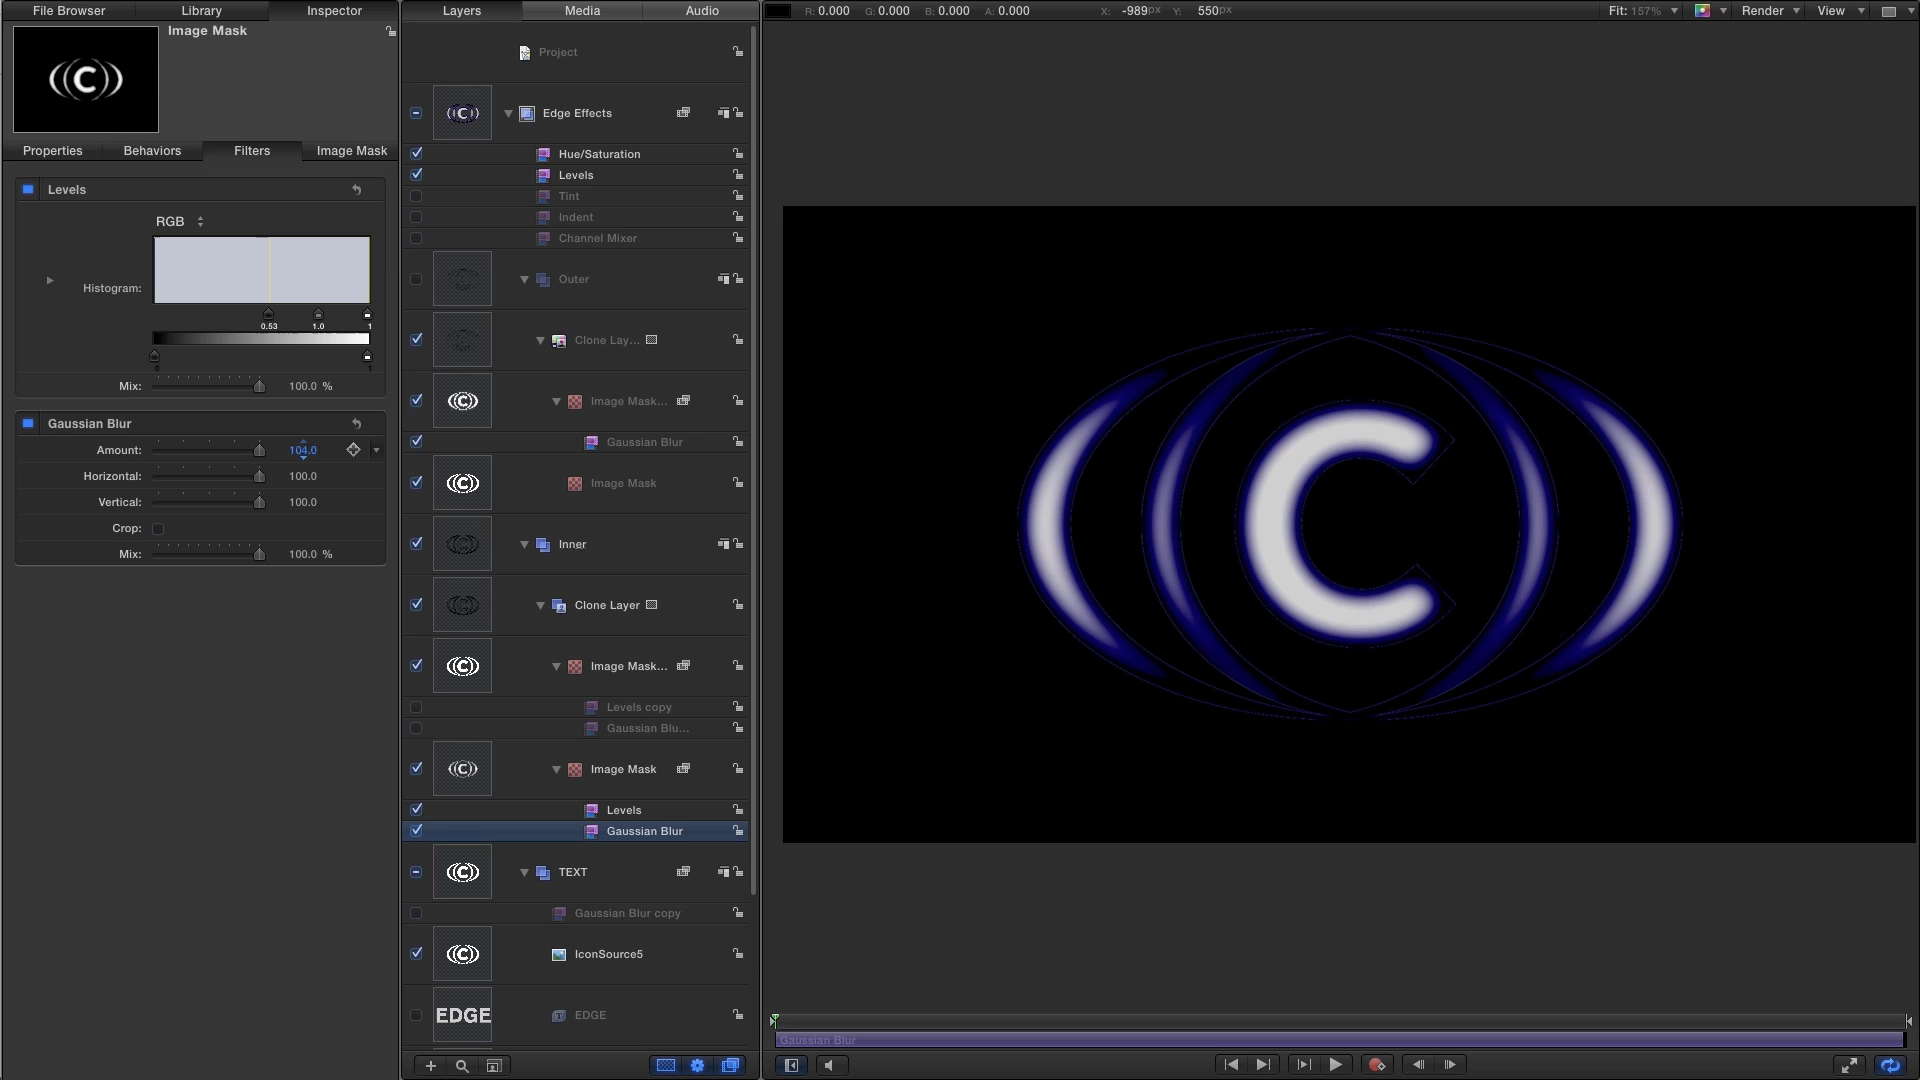 File Browser
Library
Inspector
Image Mask
C
Properties
Behaviors
Filters
Image Mask
Levels
RGB
Histogram:
0.53
1.0
1
0
1
Mix:
100.0 %
Gaussian Blur
Amount:
104.0
Horizontal:
100.0
Vertical:
100.0
Crop:
Mix:
100.0 %
Layers
Media
Audio
Project
Edge Effects
Hue/Saturation
Levels
Tint
Indent
Channel Mixer
Outer
Clone Lay...
Image Mask...
Gaussian Blur
Image Mask
Inner
Clone Layer
Image Mask...
Levels copy
Gaussian Blu...
Image Mask
Levels
Gaussian Blur
TEXT
Gaussian Blur copy
IconSource5
EDGE
EDGE
R: 0.000 G: 0.000 B: 0.000 A: 0.000 X: -989px Y: 550px
Fit: 157%
Render
View
C
Gaussian Blur